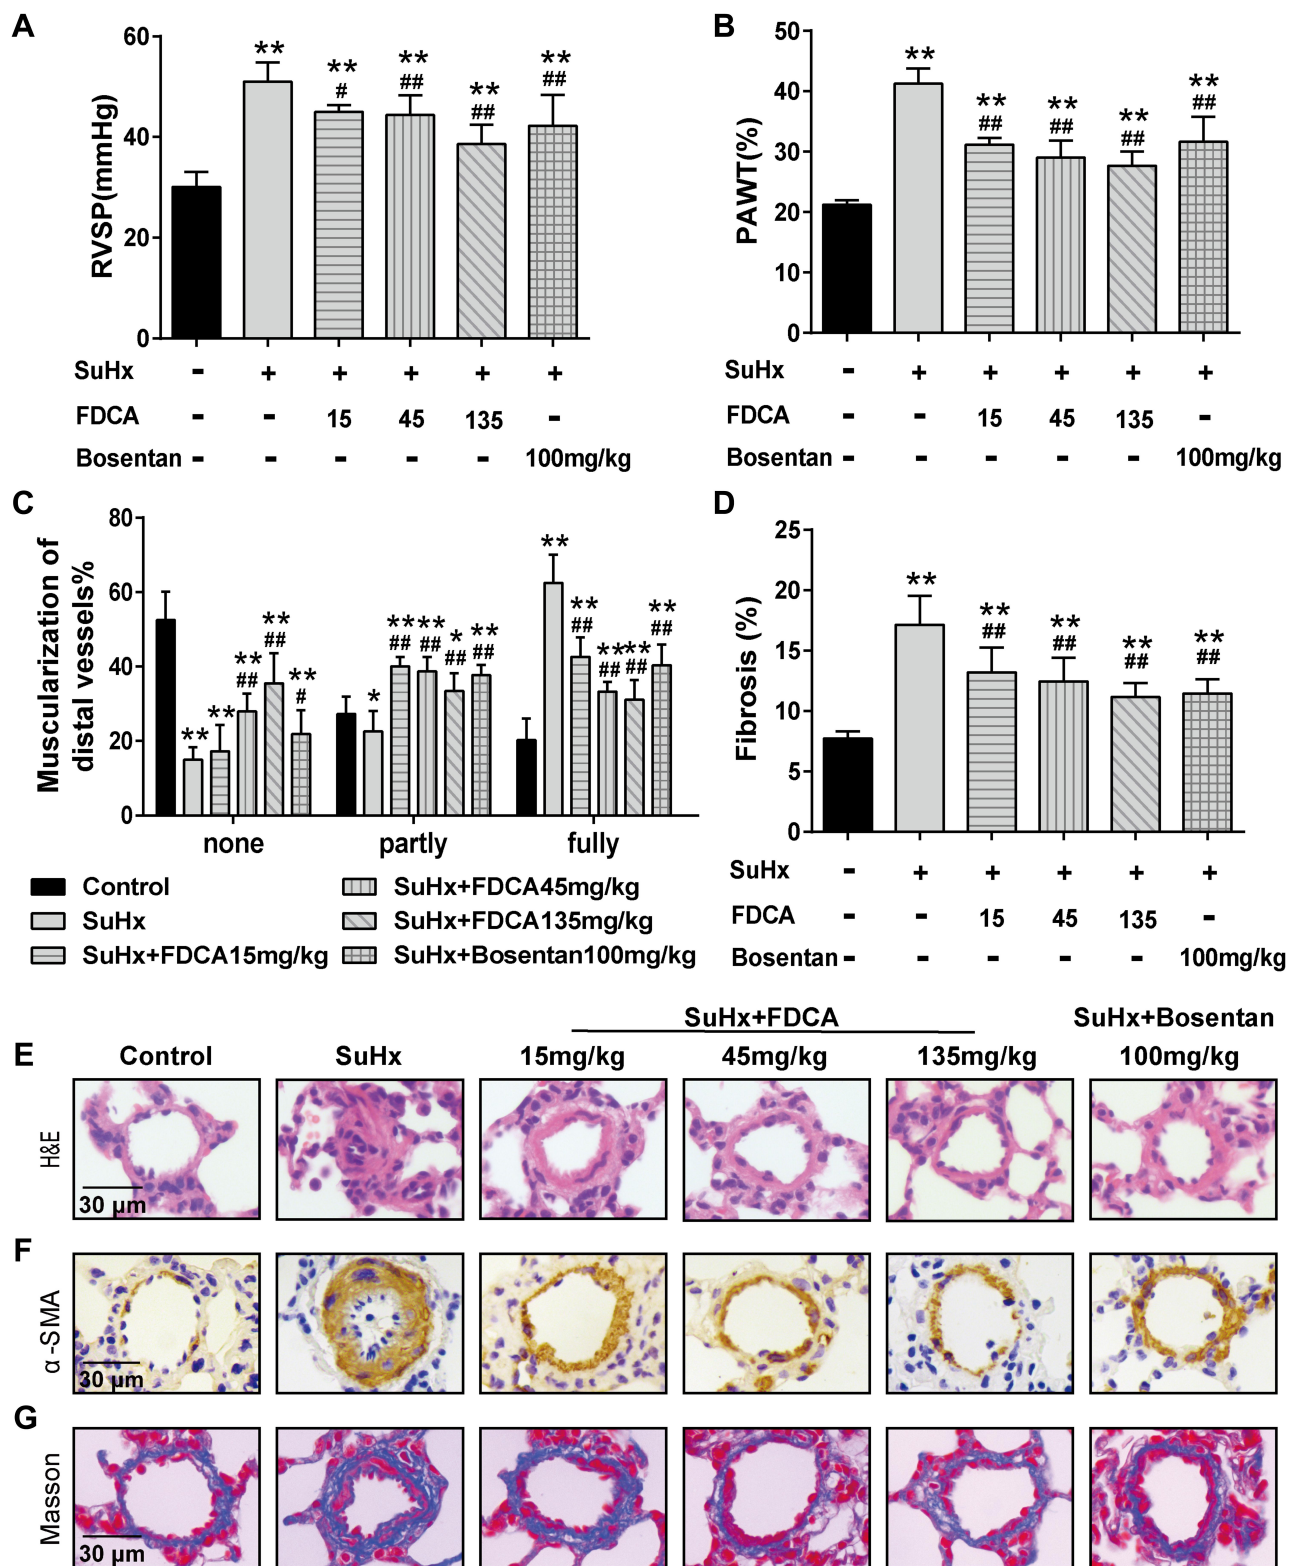 A
RVSP(mmHg)
60
40
20
0
** ** # ** ## ** ## ** ##
SuHx - + + + + +
FDCA - - 15 45 135 -
Bosentan - - - - - 100mg/kg
B
PAWT(%)
50
40
30
20
10
0
** ** ## ** ## ** ## ** ##
SuHx - + + + + +
FDCA - - 15 45 135 -
Bosentan - - - - - 100mg/kg
C
Muscularization of
distal vessels%
80
60
40
20
0
** ** ** ## ** ## ** #
* ** ## ** ## * ## ** ##
** ** ## ** ## ** ## ** ##
none partly fully
Control
SuHx
SuHx+FDCA15mg/kg
SuHx+FDCA45mg/kg
SuHx+FDCA135mg/kg
SuHx+Bosentan100mg/kg
D
Fibrosis (%)
25
20
15
10
5
0
** ** ## ** ## ** ## ** ##
SuHx - + + + + +
FDCA - - 15 45 135 -
Bosentan - - - - - 100mg/kg
SuHx+FDCA SuHx+Bosentan
E Control SuHx 15mg/kg 45mg/kg 135mg/kg 100mg/kg
H&E
30 µm
F
α-SMA
30 µm
G
Masson
30 µm